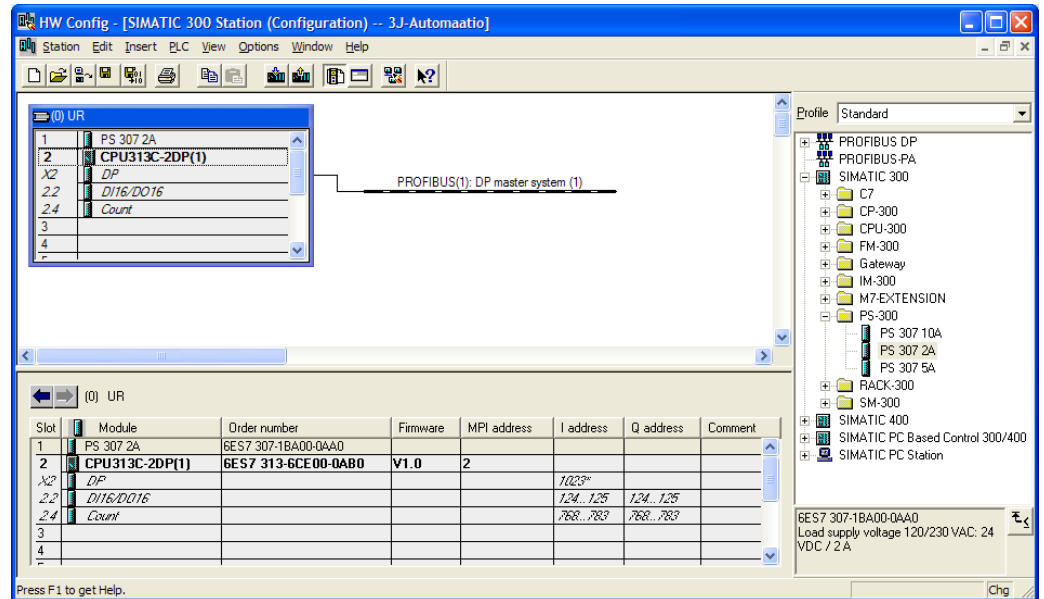 HW Config - [SIMATIC 300 Station (Configuration) -- 3J-Automaatio]
Station Edit Insert PLC View Options Window Help
(0) UR
1 PS 307 2A
2 CPU313C-2DP(1)
X2 DP
2.2 DI16/DO16
2.4 Count
3
4
PROFIBUS(1): DP master system (1)
Profile Standard
PROFIBUS DP
PROFIBUS-PA
SIMATIC 300
C7
CP-300
CPU-300
FM-300
Gateway
IM-300
M7-EXTENSION
PS-300
PS 307 10A
PS 307 2A
PS 307 5A
RACK-300
SM-300
SIMATIC 400
SIMATIC PC Based Control 300/400
SIMATIC PC Station
(0) UR
Slot Module Order number Firmware MPI address I address Q address Comment
1 PS 307 2A 6ES7 307-1BA00-0AA0
2 CPU313C-2DP(1) 6ES7 313-6CE00-0AB0 V1.0 2
X2 DP 1023*
2.2 DI16/DO16 124...125 124...125
2.4 Count 768...783 768...783
3
4
6ES7 307-1BA00-0AA0
Load supply voltage 120/230 VAC: 24
VDC / 2 A
Press F1 to get Help.
Chg